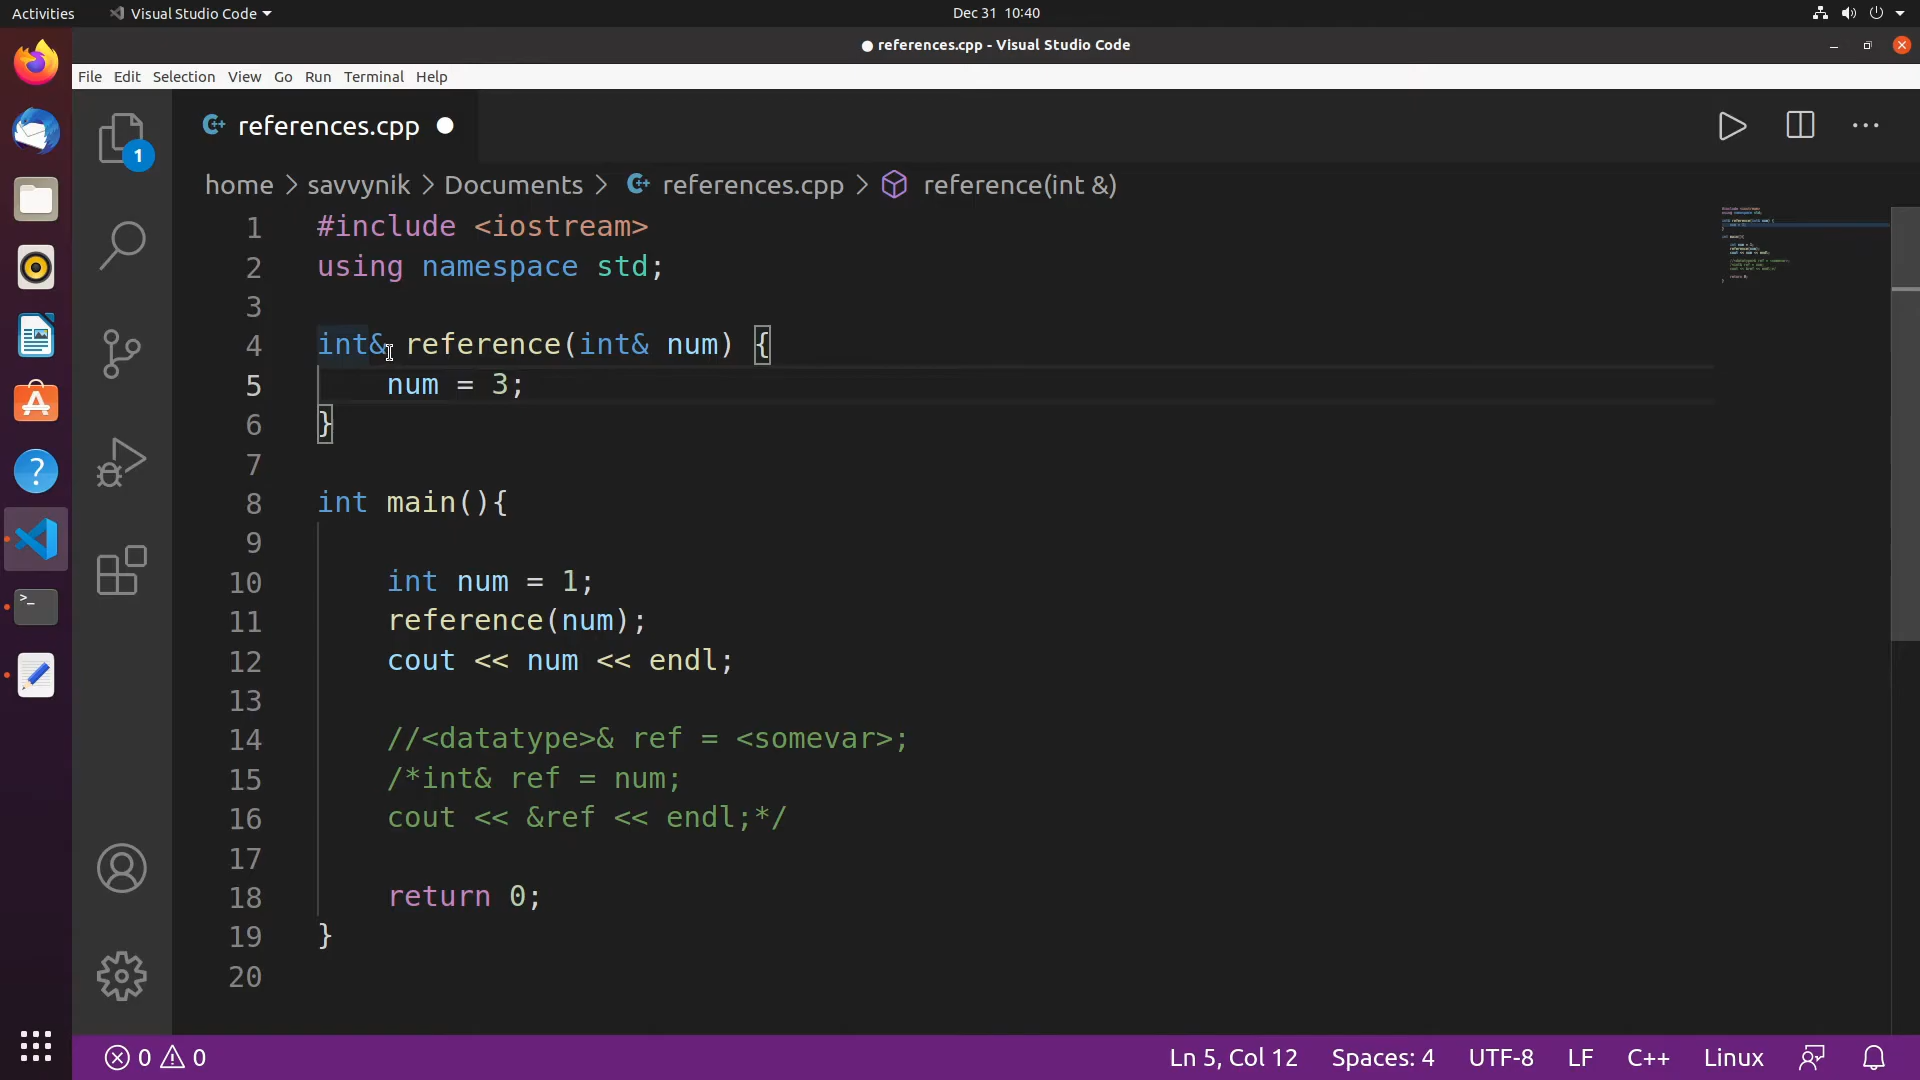 Activities Visual Studio Code Dec 31 10:40
● references.cpp - Visual Studio Code
File Edit Selection View Go Run Terminal Help
1
references.cpp
home > savvynik > Documents > references.cpp > reference(int &)
1 #include <iostream>
2 using namespace std;
3
4 int& reference(int& num) {
5     num = 3;
6 }
7
8 int main(){
9
10     int num = 1;
11     reference(num);
12     cout << num << endl;
13
14     //<datatype>& ref = <somevar>;
15     /*int& ref = num;
16     cout << &ref << endl;*/
17
18     return 0;
19 }
20
0 0 Ln 5, Col 12 Spaces: 4 UTF-8 LF C++ Linux